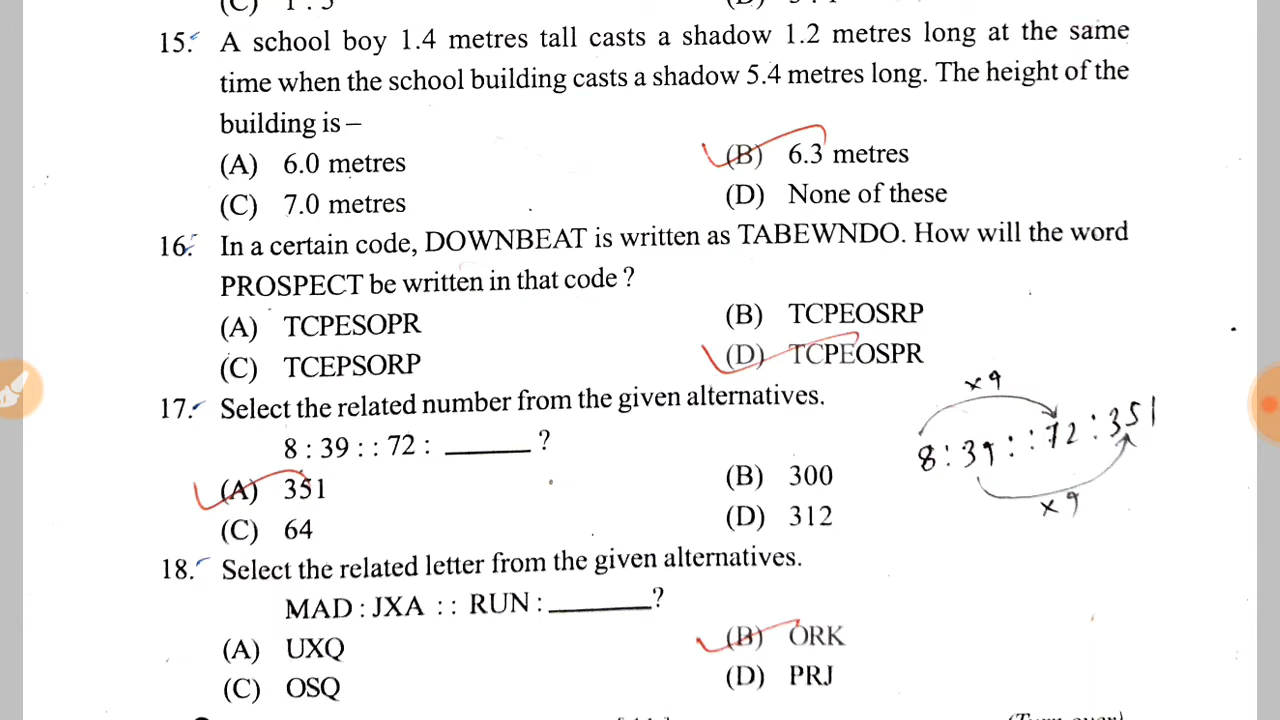 (C) 1 : 3
15. A school boy 1.4 metres tall casts a shadow 1.2 metres long at the same
time when the school building casts a shadow 5.4 metres long. The height of the
building is –
(A) 6.0 metres
(B) 6.3 metres
(C) 7.0 metres
(D) None of these
16. In a certain code, DOWNBEAT is written as TABEWNDO. How will the word
PROSPECT be written in that code ?
(A) TCPESOPR
(B) TCPEOSRP
(C) TCEPSORP
(D) TCPEOSPR
17. Select the related number from the given alternatives.
8 : 39 : : 72 : ______ ?
(A) 351
(B) 300
(C) 64
(D) 312
x 9
8 : 39 : : 72 : 351
x 9
18. Select the related letter from the given alternatives.
MAD : JXA : : RUN : ______ ?
(A) UXQ
(B) ORK
(C) OSQ
(D) PRJ